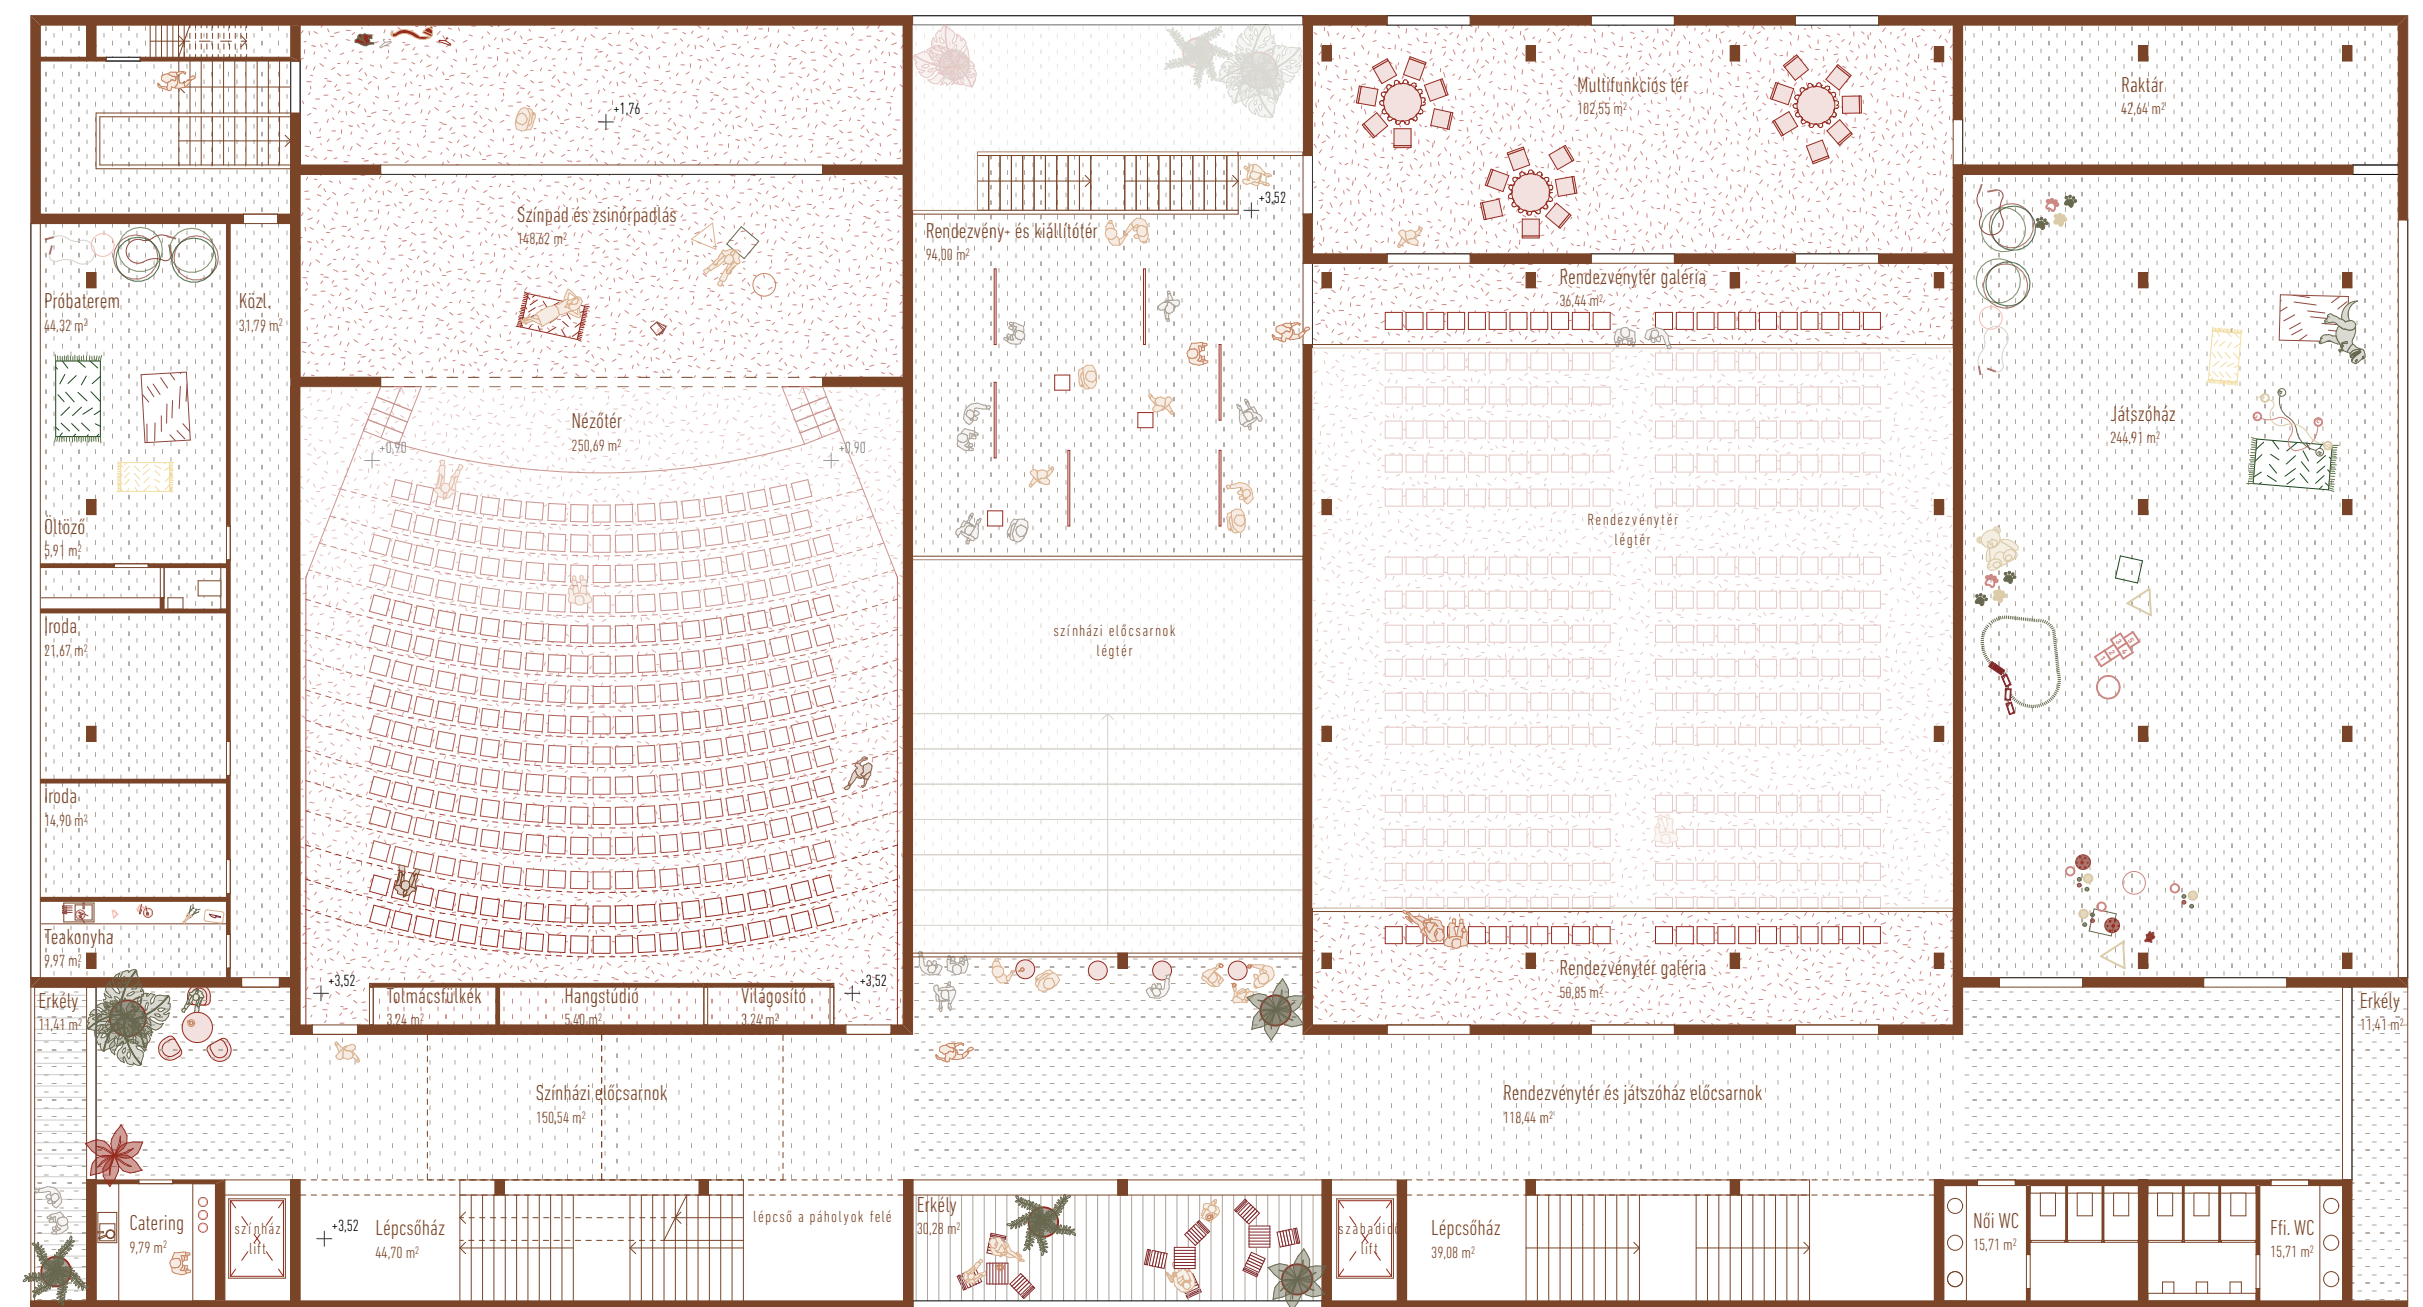 +1,76
Multifunkciós tér
102,55 m²
Raktár
42,64 m²
Színpad és zsinórpadlás
148,62 m²
+3,52
Rendezvény- és kiállítótér
94,00 m²
Rendezvénytér galéria
36,44 m²
Próbaterem
44,32 m²
Közl.
31,79 m²
Nézőtér
250,69 m²
+0,90
+0,90
Játszóház
244,91 m²
Öltöző
5,91 m²
Rendezvénytér
légtér
Iroda
21,67 m²
színházi előcsarnok
légtér
Iroda
14,90 m²
Teakonyha
9,97 m²
+3,52
+3,52
Tolmácsfülkék
3,24 m²
Hangstúdió
5,40 m²
Világosító
3,24 m²
Rendezvénytér galéria
50,85 m²
Erkély
11,41 m²
Erkély
11,41 m²
Színházi előcsarnok
150,54 m²
Rendezvénytér és játszóház előcsarnok
118,44 m²
Catering
9,79 m²
színház
lift
+3,52
Lépcsőház
44,70 m²
lépcső a páholyok felé
Erkély
30,28 m²
szabadidő
lift
Lépcsőház
39,08 m²
Női WC
15,71 m²
Ffi. WC
15,71 m²